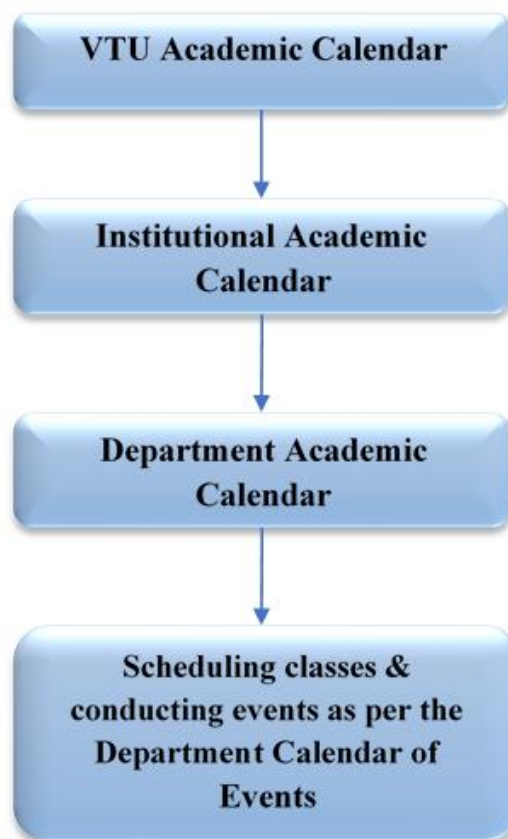 VTU Academic Calendar
Institutional Academic
Calendar
Department Academic
Calendar
Scheduling classes &
conducting events as per the
Department Calendar of
Events